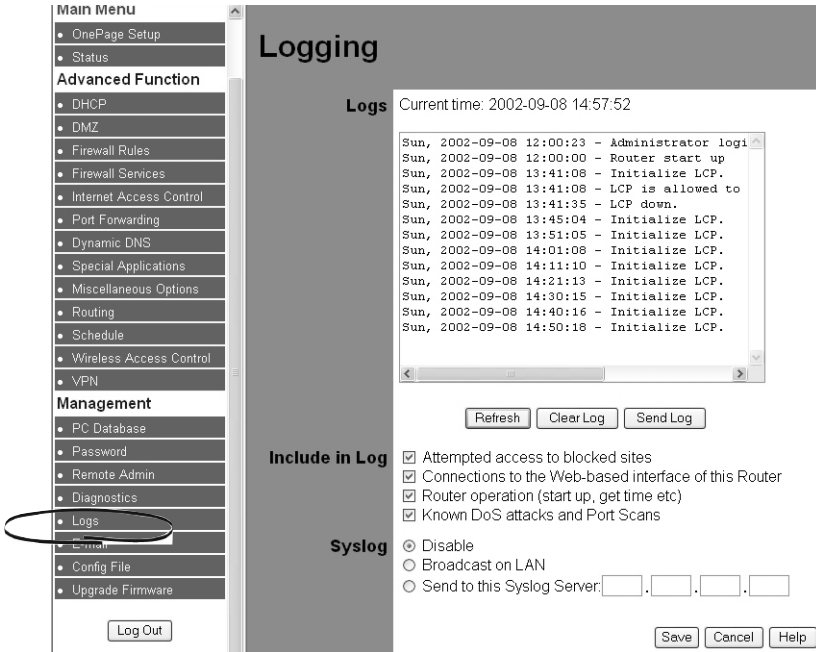 Main Menu
OnePage Setup
Status
Advanced Function
DHCP
DMZ
Firewall Rules
Firewall Services
Internet Access Control
Port Forwarding
Dynamic DNS
Special Applications
Miscellaneous Options
Routing
Schedule
Wireless Access Control
VPN
Management
PC Database
Password
Remote Admin
Diagnostics
Logs
E-mail
Config File
Upgrade Firmware
Log Out
Logging
Logs Current time: 2002-09-08 14:57:52
Sun, 2002-09-08 12:00:23 - Administrator logi
Sun, 2002-09-08 12:00:00 - Router start up
Sun, 2002-09-08 13:41:08 - Initialize LCP.
Sun, 2002-09-08 13:41:08 - LCP is allowed to
Sun, 2002-09-08 13:41:35 - LCP down.
Sun, 2002-09-08 13:45:04 - Initialize LCP.
Sun, 2002-09-08 13:51:05 - Initialize LCP.
Sun, 2002-09-08 14:01:08 - Initialize LCP.
Sun, 2002-09-08 14:11:10 - Initialize LCP.
Sun, 2002-09-08 14:21:13 - Initialize LCP.
Sun, 2002-09-08 14:30:15 - Initialize LCP.
Sun, 2002-09-08 14:40:16 - Initialize LCP.
Sun, 2002-09-08 14:50:18 - Initialize LCP.
Refresh Clear Log Send Log
Include in Log Attempted access to blocked sites
Connections to the Web-based interface of this Router
Router operation (start up, get time etc)
Known DoS attacks and Port Scans
Syslog Disable
Broadcast on LAN
Send to this Syslog Server: . . .
Save Cancel Help